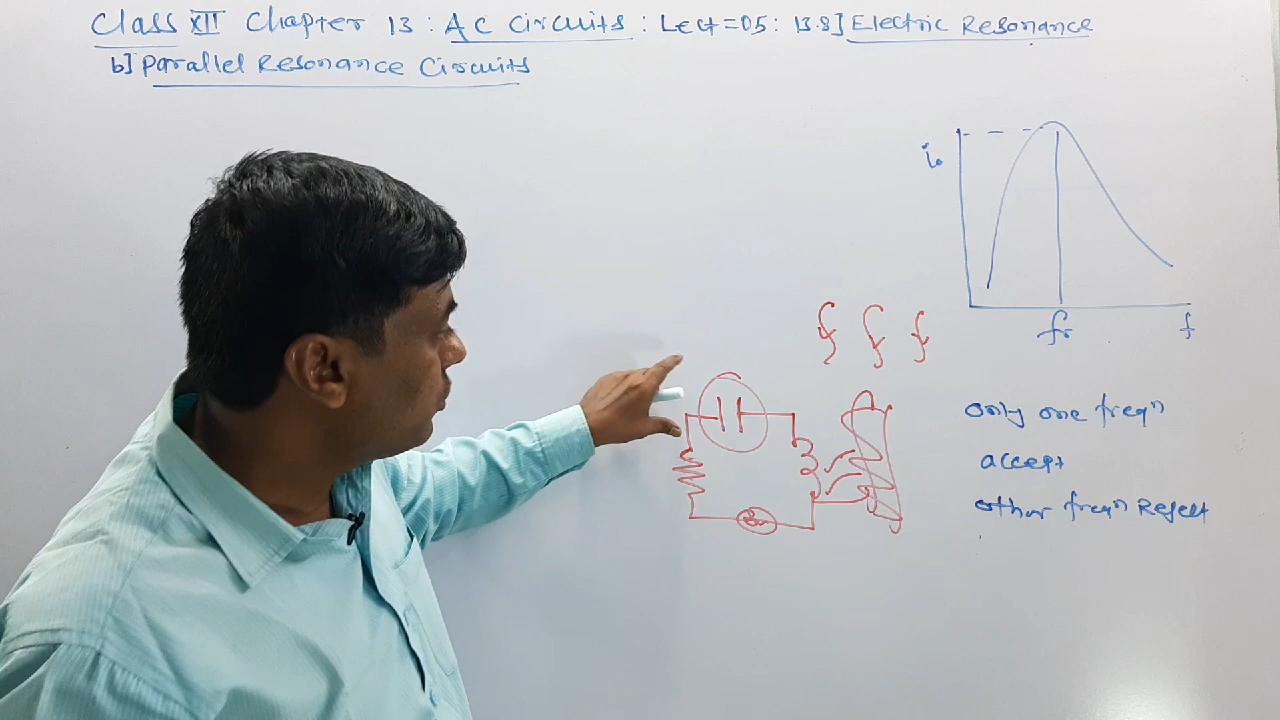 Class XII Chapter 13 : AC Circuits : Lect=05 : 13.8] Electric Resonance
b] Parallel Resonance Circuits
i₀
fr
f
f f f
only one freqn
accept
other freqn Reject